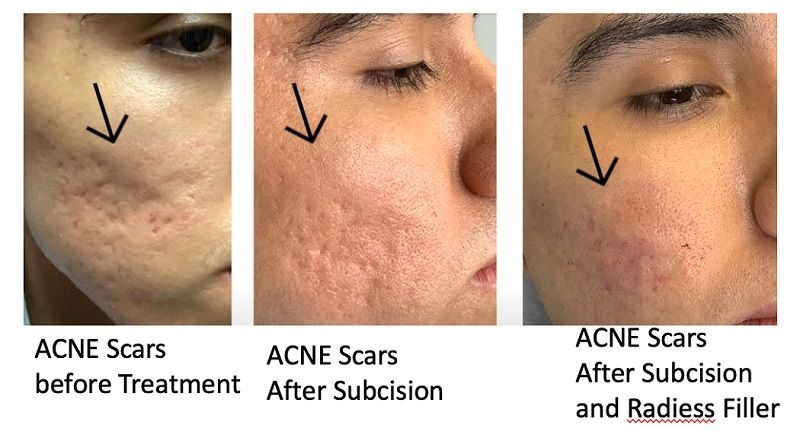 ACNE Scars
before Treatment
ACNE Scars
After Subcision
ACNE Scars
After Subcision
and Radiess Filler